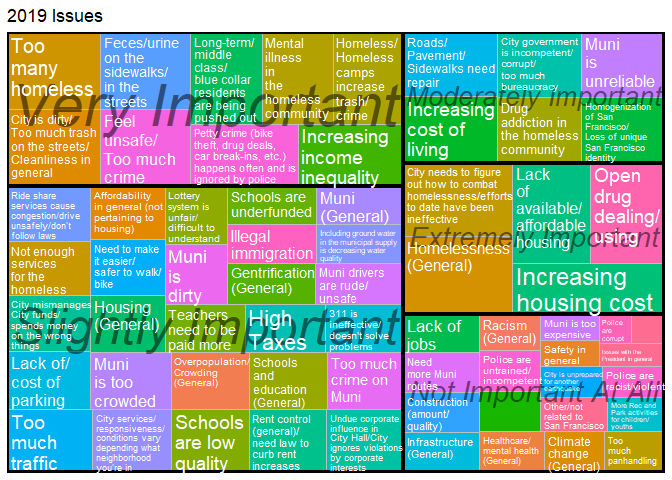 2019 Issues
Too
many
homeless
Feces/urine
on the
sidewalks/
in the
streets
Long-term/
middle
class/
blue collar
residents
are being
pushed out
Mental
illness
in
the homeless
community
Homeless/
Homeless
camps
increase
trash/
crime
City is dirty/
Too much trash
on the streets/
Cleanliness in
general
Feel
unsafe/
Too much
crime
Petty crime (bike
theft, drug deals,
car break-ins, etc.)
happens often and is
ignored by police
Increasing
income
inequality
Very Important
Roads/
Pavement/
Sidewalks need
repair
City government
is incompetent/
corrupt/
too much
bureaucracy
Muni
is
unreliable
Increasing
cost of
living
Drug
addiction in
the homeless
community
Homogenization
of San
Francisco/
Loss of unique
San Francisco
identity
Moderately Important
City needs to figure
out how to combat
homelessness/efforts
to date have been
ineffective
Lack
of
available/
affordable
housing
Open
drug
dealing/
using
Homelessness
(General)
Increasing
housing cost
Extremely Important
Ride share
services cause
congestion/drive
unsafely/don't
follow laws
Affordability
in general (not
pertaining to
housing)
Lottery
system is
unfair/
difficult to
understand
Schools are
underfunded
Muni
(General)
Not enough
services
for the
homeless
Need to make
it easier/
safer to walk/
bike
Muni
is
dirty
Illegal
immigration
Including ground water
in the municipal supply
is decreasing water
quality
Gentrification
(General)
Muni drivers
are rude/
unsafe
City mismanages
City funds/
spends money
on the wrong
things
Housing
(General)
Teachers
need to be
paid more
High
Taxes
311 is
ineffective/
doesn't solve
problems
Lack of/
cost of
parking
Muni is
too
crowded
Overpopulation/
Crowding
(General)
Schools
and
education
(General)
Too much
crime on
Muni
Too
much
traffic
City services/
responsiveness/
conditions vary
depending what
neighborhood
you're in
Schools
are low
quality
Rent control
(general)/
need law to
curb rent
increases
Undue corporate
influence in
City Hall/City
ignores violations
by corporate
interests
Slightly Important
Lack of
jobs
Racism
(General)
Muni is too
expensive
Police
are
corrupt
Safety in
general
Issues with the
President in general
Need
more Muni
routes
Police are
untrained/
incompetent
City is unprepared
for another
earthquake
Police are
racist/violent
Construction
(amount/
quality)
Other/not
related to
San Francisco
More Rec and
Park activities
for children/
youths
Infrastructure
(General)
Healthcare/
mental health
(General)
Climate
change
(General)
Too
much
panhandling
Not Important At All